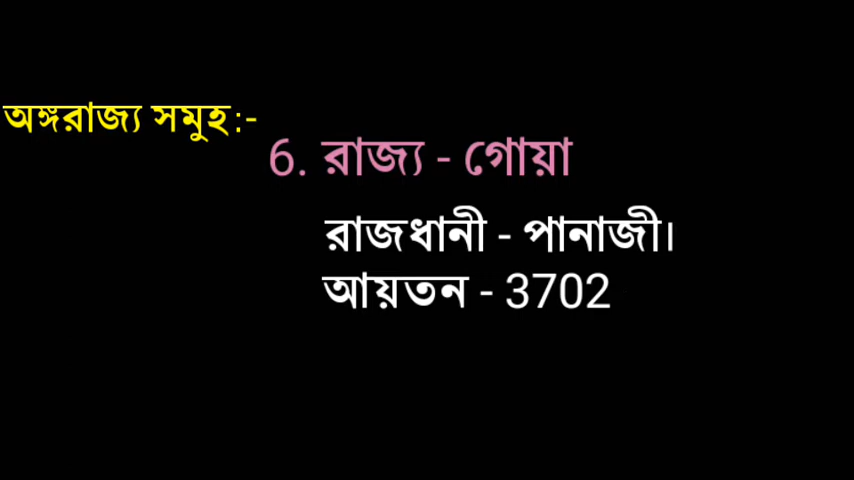 অঙ্গরাজ্য সমুহ:-
6. রাজ্য - গোয়া
রাজধানী - পানাজী।
আয়তন - 3702